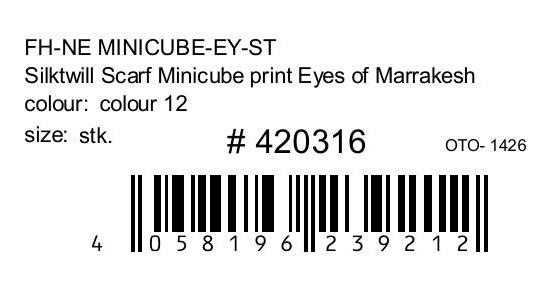 FH-NE MINICUBE-EY-ST
Silktwill Scarf Minicube print Eyes of Marrakesh
colour: colour 12
size: stk.
# 420316
OTO- 1426
4 058196 239212